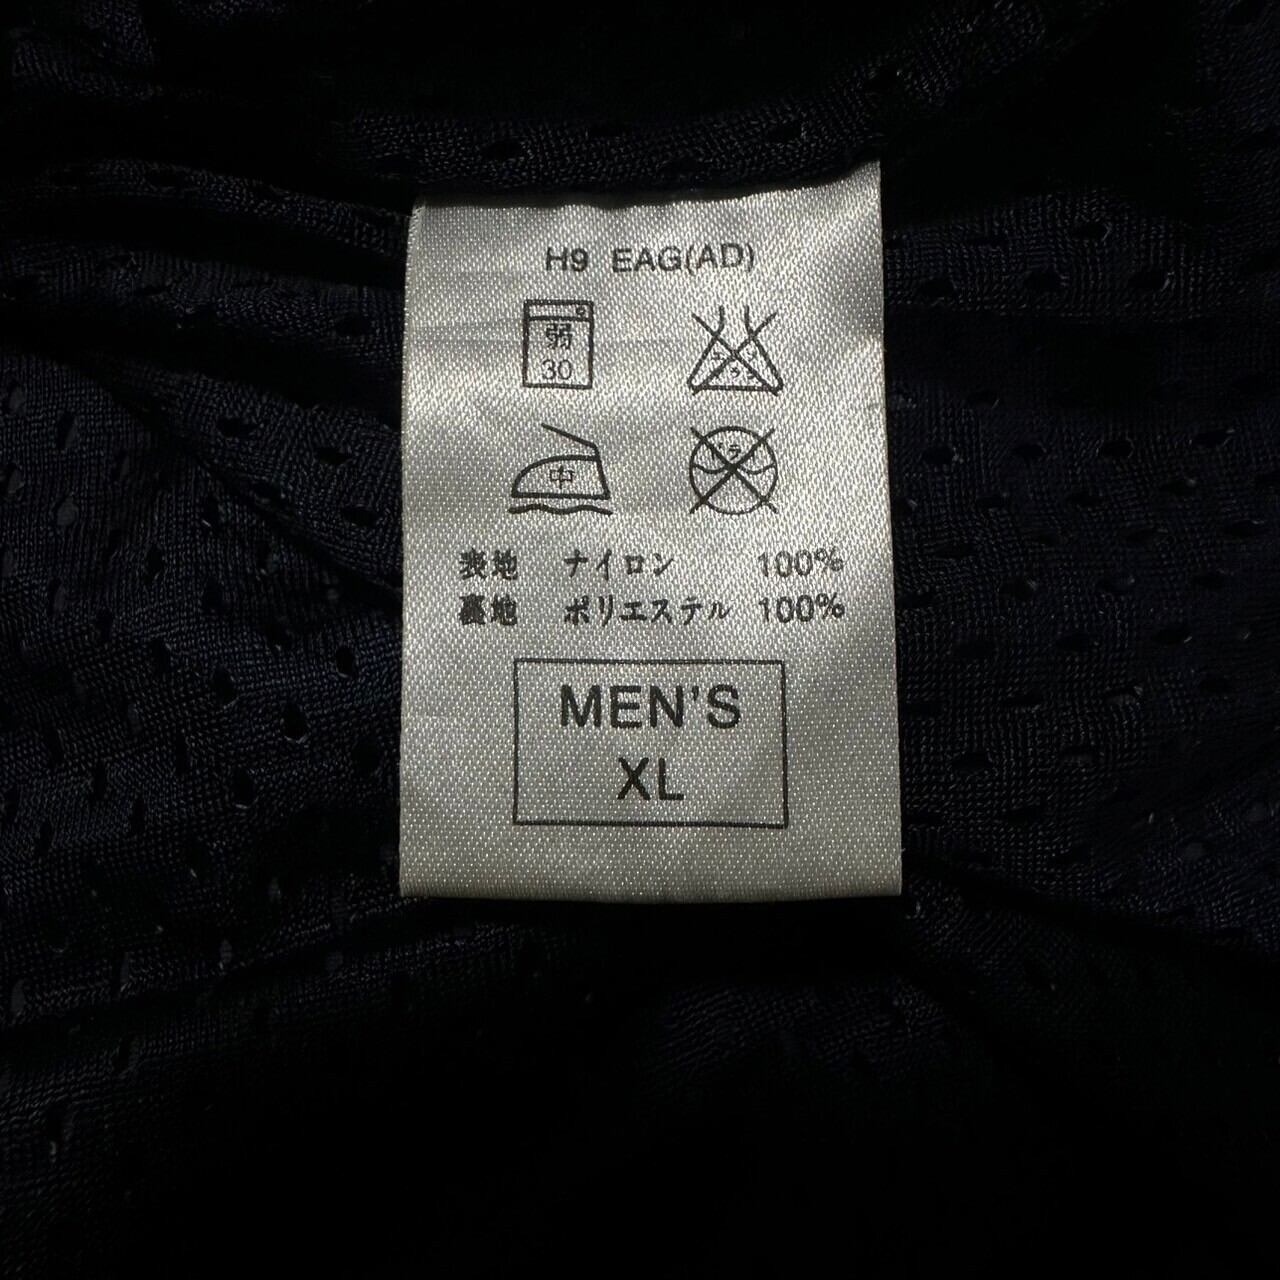 H9 EAG(AD)
弱
30
中
表地 ナイロン 100%
裏地 ポリエステル 100%
MEN'S
XL